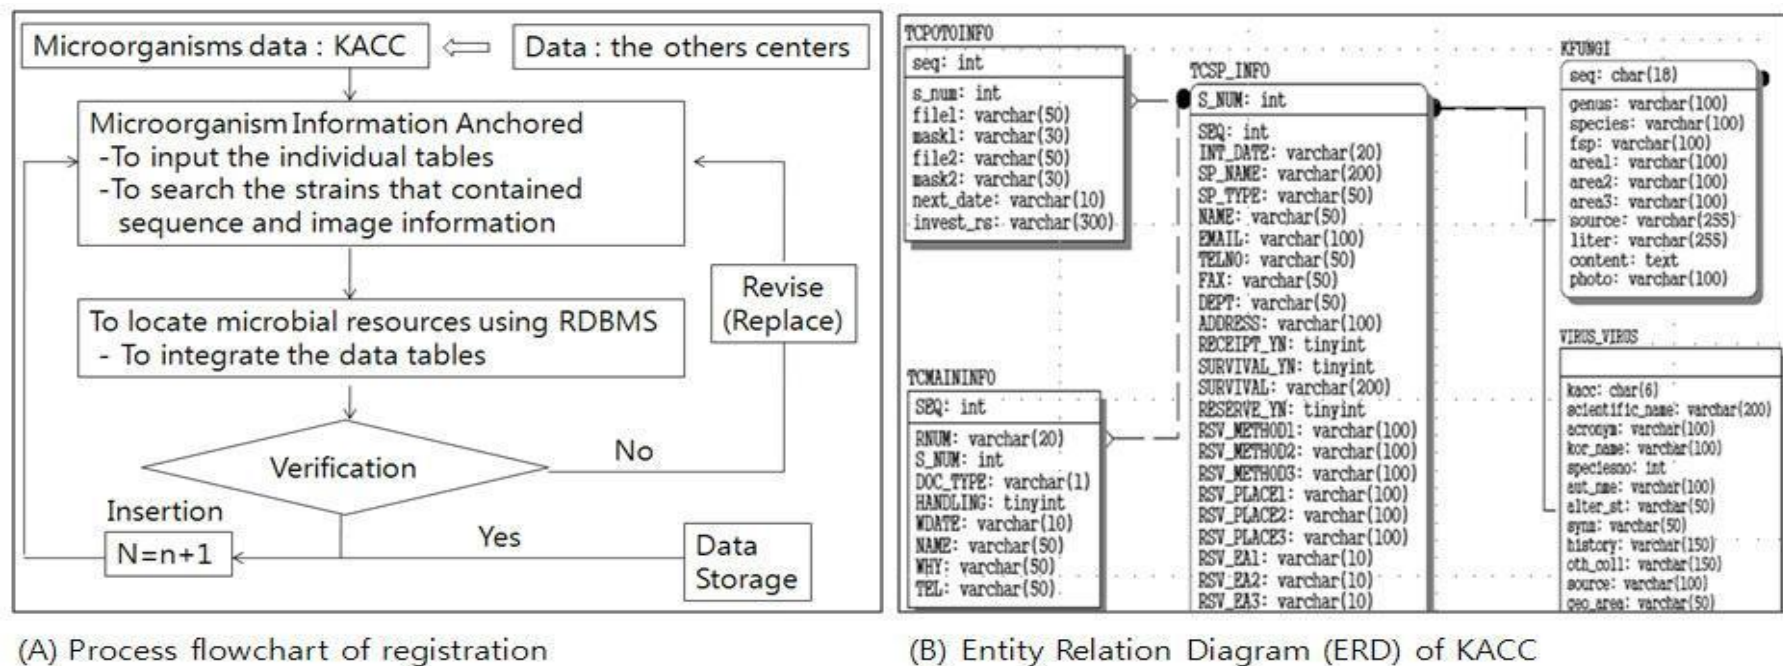 Microorganisms data : KACC
Data : the others centers
Microorganism Information Anchored
-To input the individual tables
-To search the strains that contained
sequence and image information
Revise
(Replace)
To locate microbial resources using RDBMS
- To integrate the data tables
Verification
No
Insertion
N=n+1
Yes
Data
Storage
(A) Process flowchart of registration
TCPOTOINFO
seq: int
s_num: int
file1: varchar(50)
mask1: varchar(30)
file2: varchar(50)
mask2: varchar(30)
next_date: varchar(10)
invest_rs: varchar(300)
TCMAININFO
SEQ: int
RNUM: varchar(20)
S_NUM: int
DOC_TYPE: varchar(1)
HANDLING: tinyint
WDATE: varchar(10)
NAME: varchar(50)
WHY: varchar(50)
TEL: varchar(50)
TCSP_INFO
S_NUM: int
SEQ: int
INT_DATE: varchar(20)
SP_NAME: varchar(200)
SP_TYPE: varchar(50)
NAME: varchar(50)
EMAIL: varchar(100)
TELNO: varchar(50)
FAX: varchar(50)
DEPT: varchar(50)
ADDRESS: varchar(100)
RECEIPT_YN: tinyint
SURVIVAL_YN: tinyint
SURVIVAL: varchar(200)
RESERVE_YN: tinyint
RSV_METHOD1: varchar(100)
RSV_METHOD2: varchar(100)
RSV_METHOD3: varchar(100)
RSV_PLACE1: varchar(100)
RSV_PLACE2: varchar(100)
RSV_PLACE3: varchar(100)
RSV_EA1: varchar(10)
RSV_EA2: varchar(10)
RSV_EA3: varchar(10)
KFUNGI
seq: char(18)
genus: varchar(100)
species: varchar(100)
fsp: varchar(100)
area1: varchar(100)
area2: varchar(100)
area3: varchar(100)
source: varchar(255)
liter: varchar(255)
content: text
photo: varchar(100)
VIRUS_VIRUS
kacc: char(6)
scientific_name: varchar(200)
acronym: varchar(100)
kor_name: varchar(100)
speciesno: int
aut_nme: varchar(100)
alter_st: varchar(50)
synm: varchar(50)
history: varchar(150)
oth_coll: varchar(150)
source: varchar(100)
geo_area: varchar(50)
(B) Entity Relation Diagram (ERD) of KACC